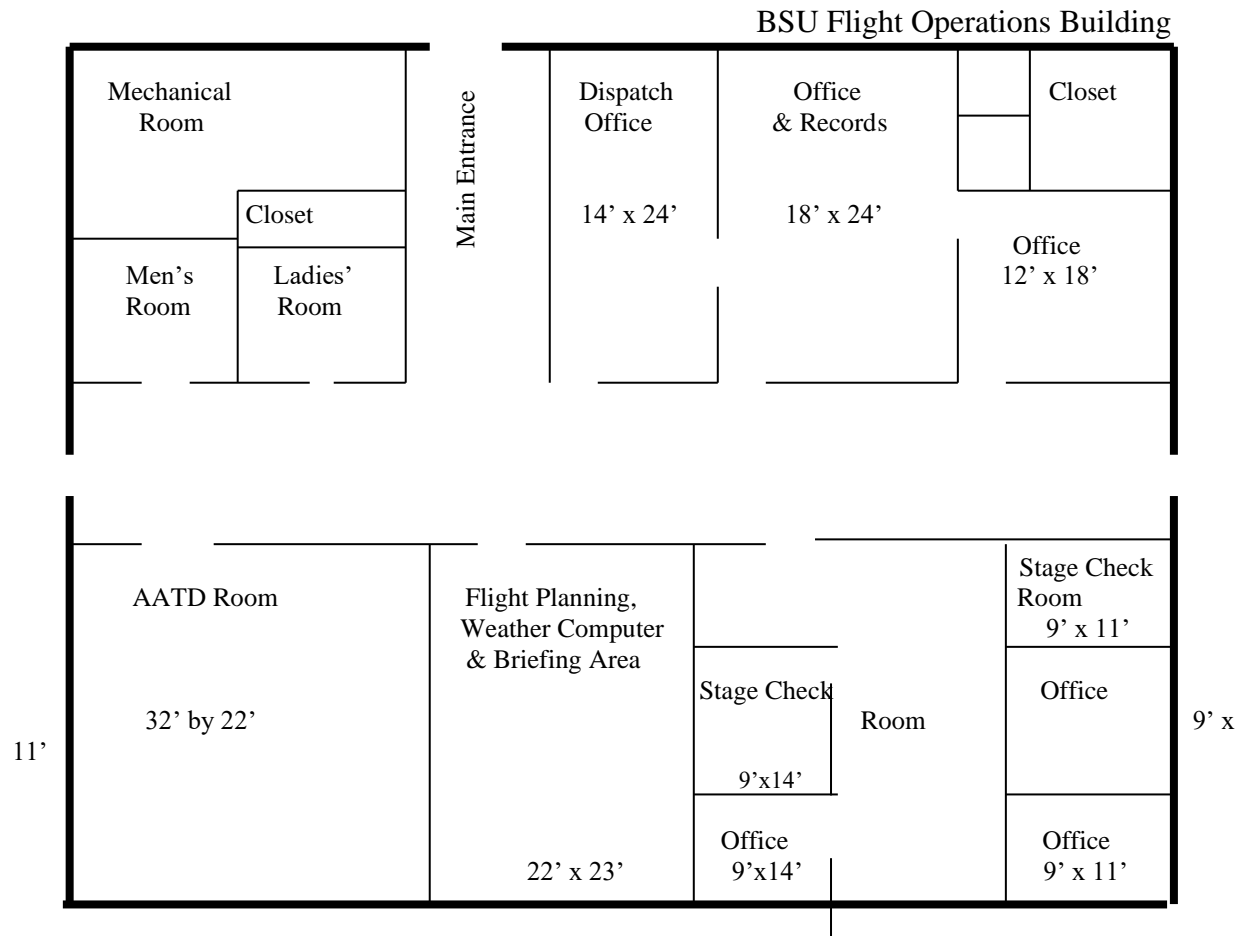 BSU Flight Operations Building
Mechanical
Room
Main Entrance
Dispatch
Office
14’ x 24’
Office
& Records
18’ x 24’
Closet
Closet
Office
12’ x 18’
Men’s
Room
Ladies’
Room
AATD Room
32’ by 22’
Flight Planning,
Weather Computer
& Briefing Area
22’ x 23’
Stage Check
Room
9’ x 11’
Stage Check
Room
Office
9’ x
11’
9’x14’
Office
9’x14’
Office
9’ x 11’